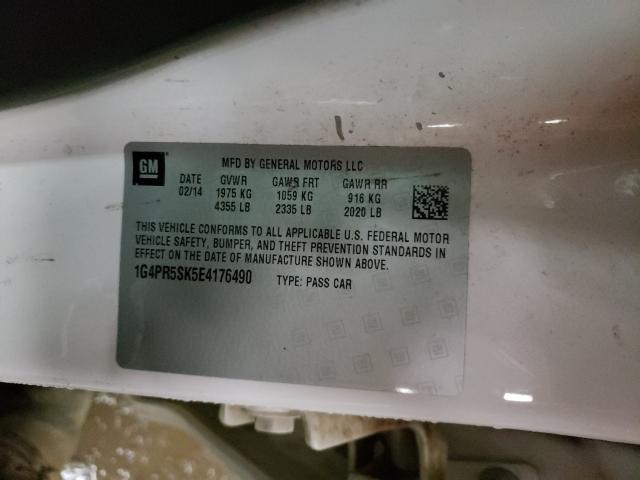 GM
MFD BY GENERAL MOTORS LLC
DATE GVWR GAWR FRT GAWR RR
02/14 1975 KG 1059 KG 916 KG
4355 LB 2335 LB 2020 LB
THIS VEHICLE CONFORMS TO ALL APPLICABLE U.S. FEDERAL MOTOR
VEHICLE SAFETY, BUMPER, AND THEFT PREVENTION STANDARDS IN
EFFECT ON THE DATE OF MANUFACTURE SHOWN ABOVE.
1G4PR5SK5E4176490 TYPE: PASS CAR